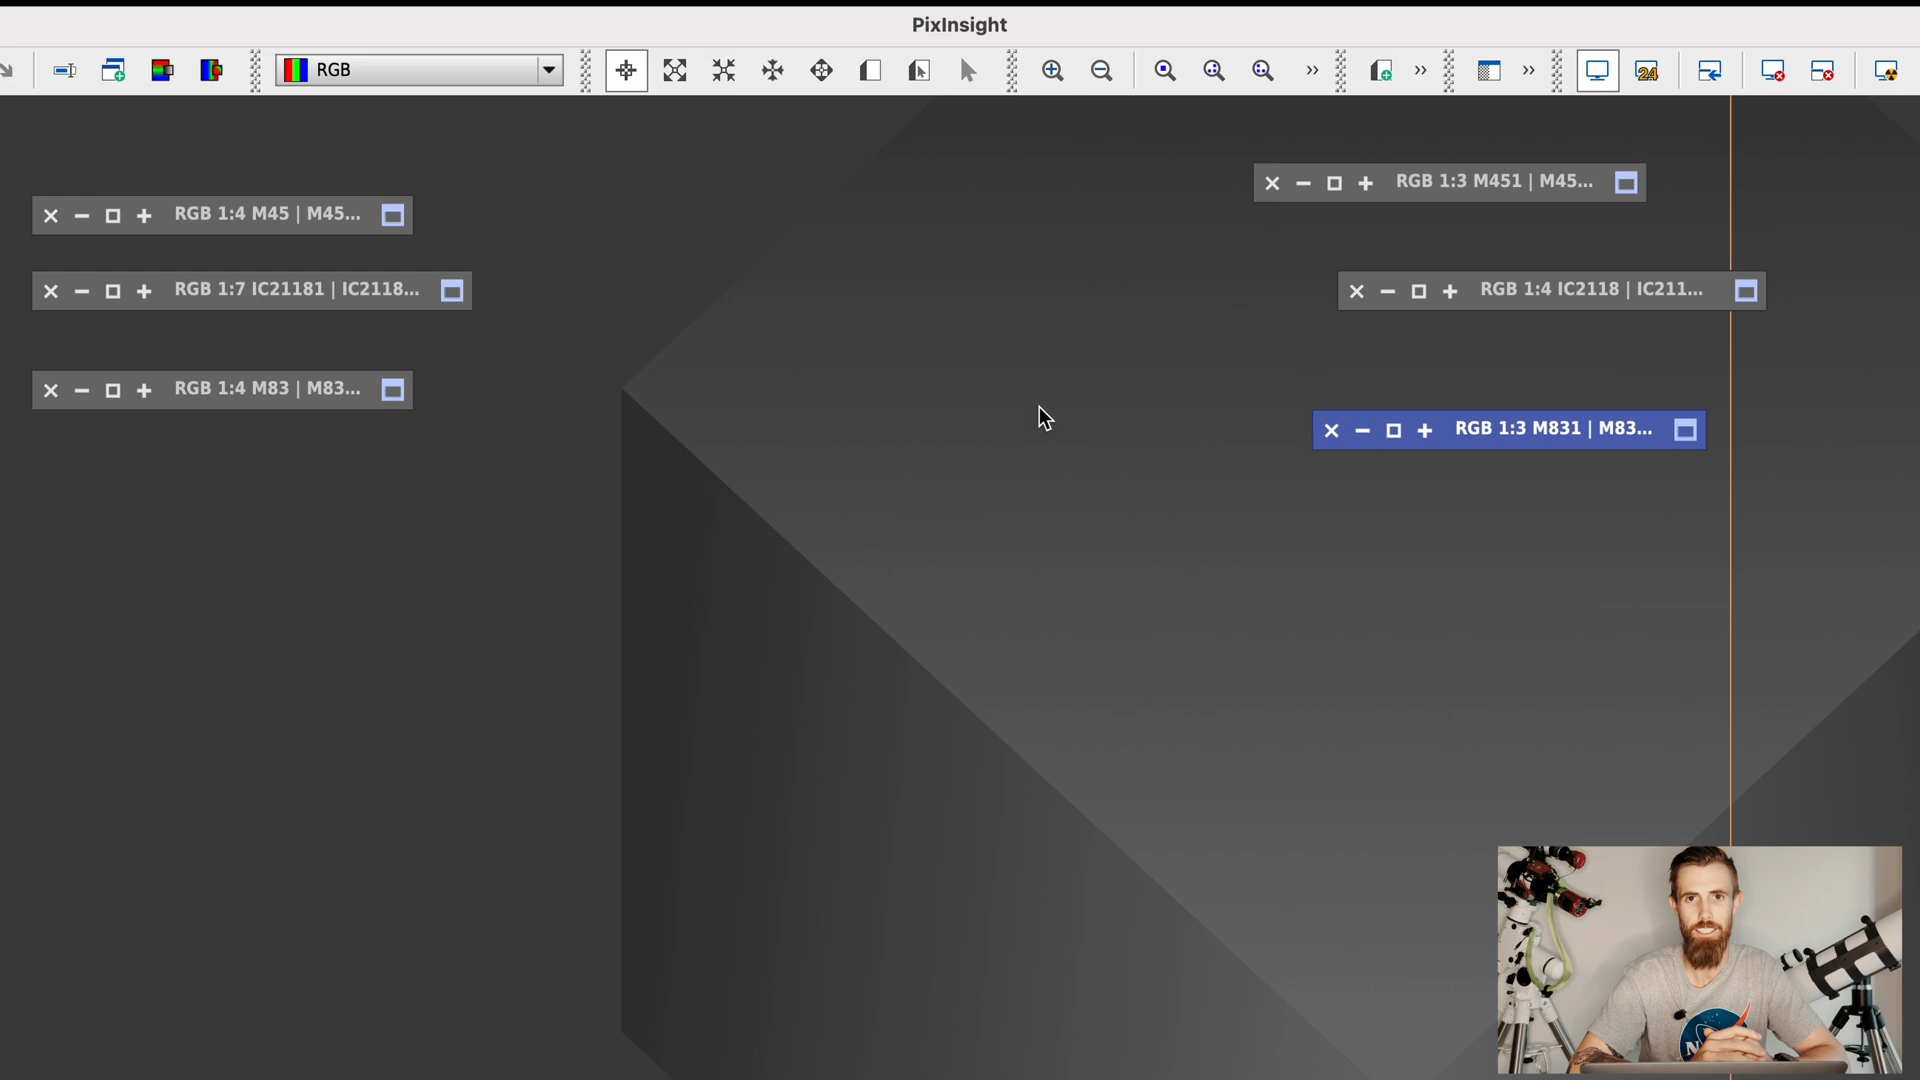 PixInsight
RGB
24
RGB 1:4 M45 | M45...
RGB 1:7 IC21181 | IC2118...
RGB 1:4 M83 | M83...
RGB 1:3 M451 | M45...
RGB 1:4 IC2118 | IC211...
RGB 1:3 M831 | M83...